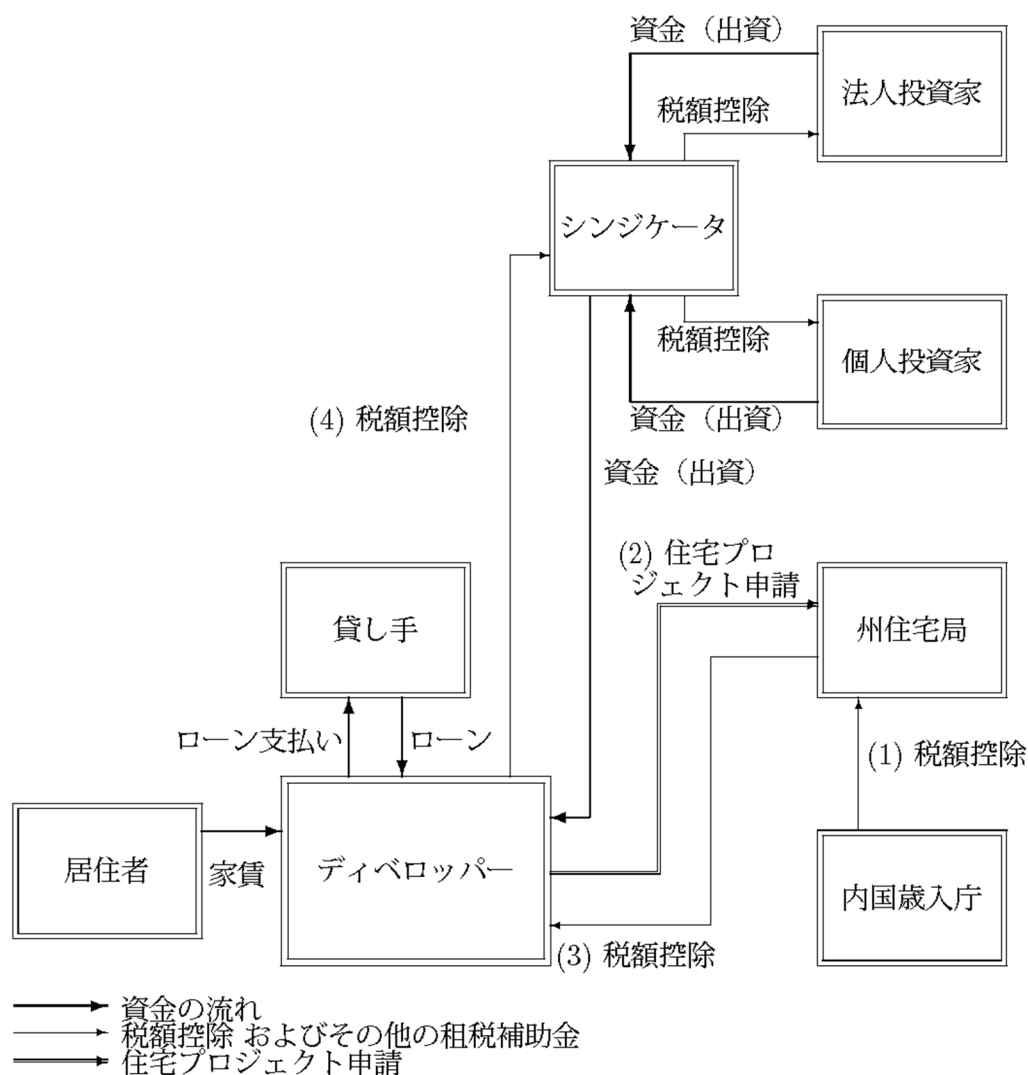 資金（出資）
法人投資家
税額控除
シンジケータ
税額控除
個人投資家
資金（出資）
(4) 税額控除
資金（出資）
(2) 住宅プロ
ジェクト申請
貸し手
州住宅局
ローン支払い
ローン
(1) 税額控除
居住者
家賃
ディベロッパー
内国歳入庁
(3) 税額控除
資金の流れ
税額控除 およびその他の租税補助金
住宅プロジェクト申請